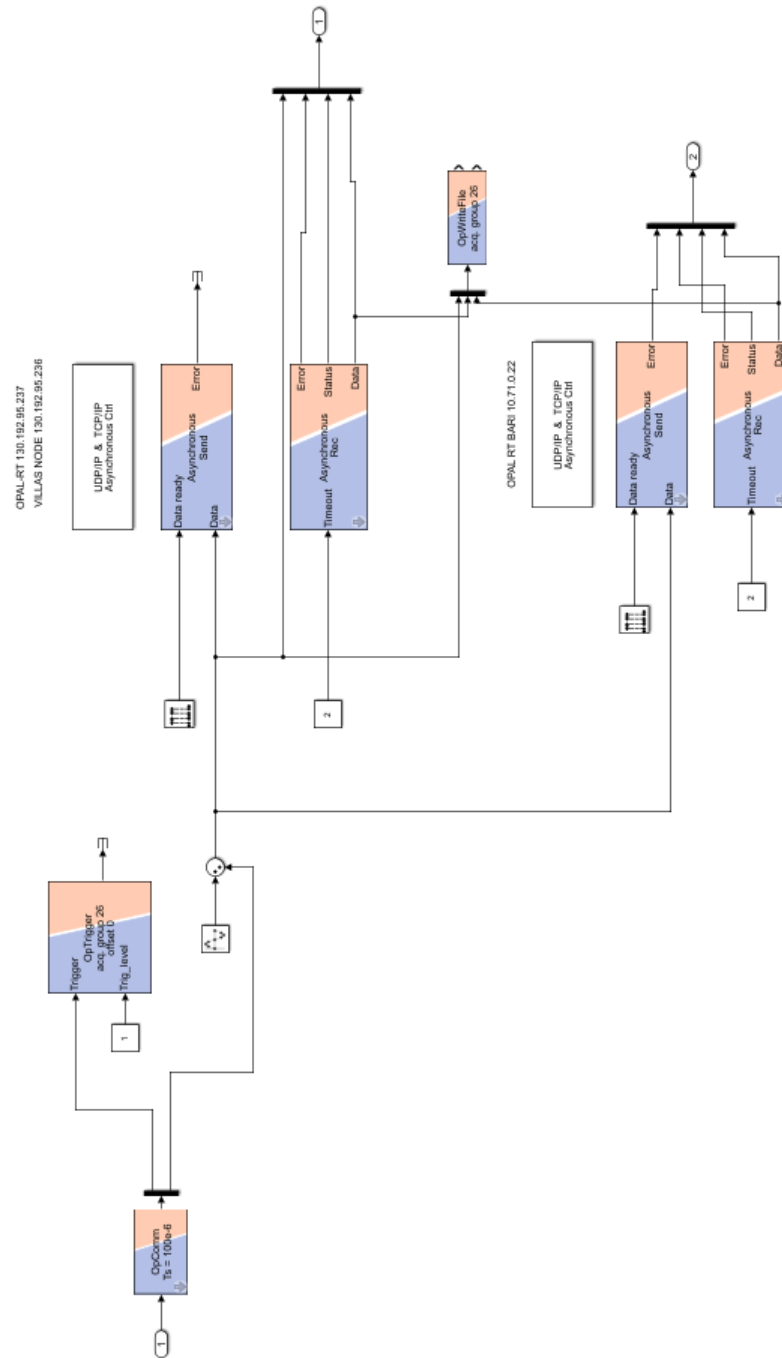 OPAL-RT 130.192.95.237
VILLAS NODE 130.192.95.236
UDP/IP & TCP/IP
Asynchronous Ctrl
1
OpComm
Ts = 100e-6
1
Trigger
OpTrigger
acq. group 26
offset 0
Trig_level
Data ready
Asynchronous
Send
Data
Error
2
Timeout
Asynchronous
Rec
Error
Status
Data
1
OpWriteFile
acq. group 26
OPAL RT BARI 10.71.0.22
UDP/IP & TCP/IP
Asynchronous Ctrl
Data ready
Asynchronous
Send
Data
Error
2
Timeout
Asynchronous
Rec
Error
Status
Data
2